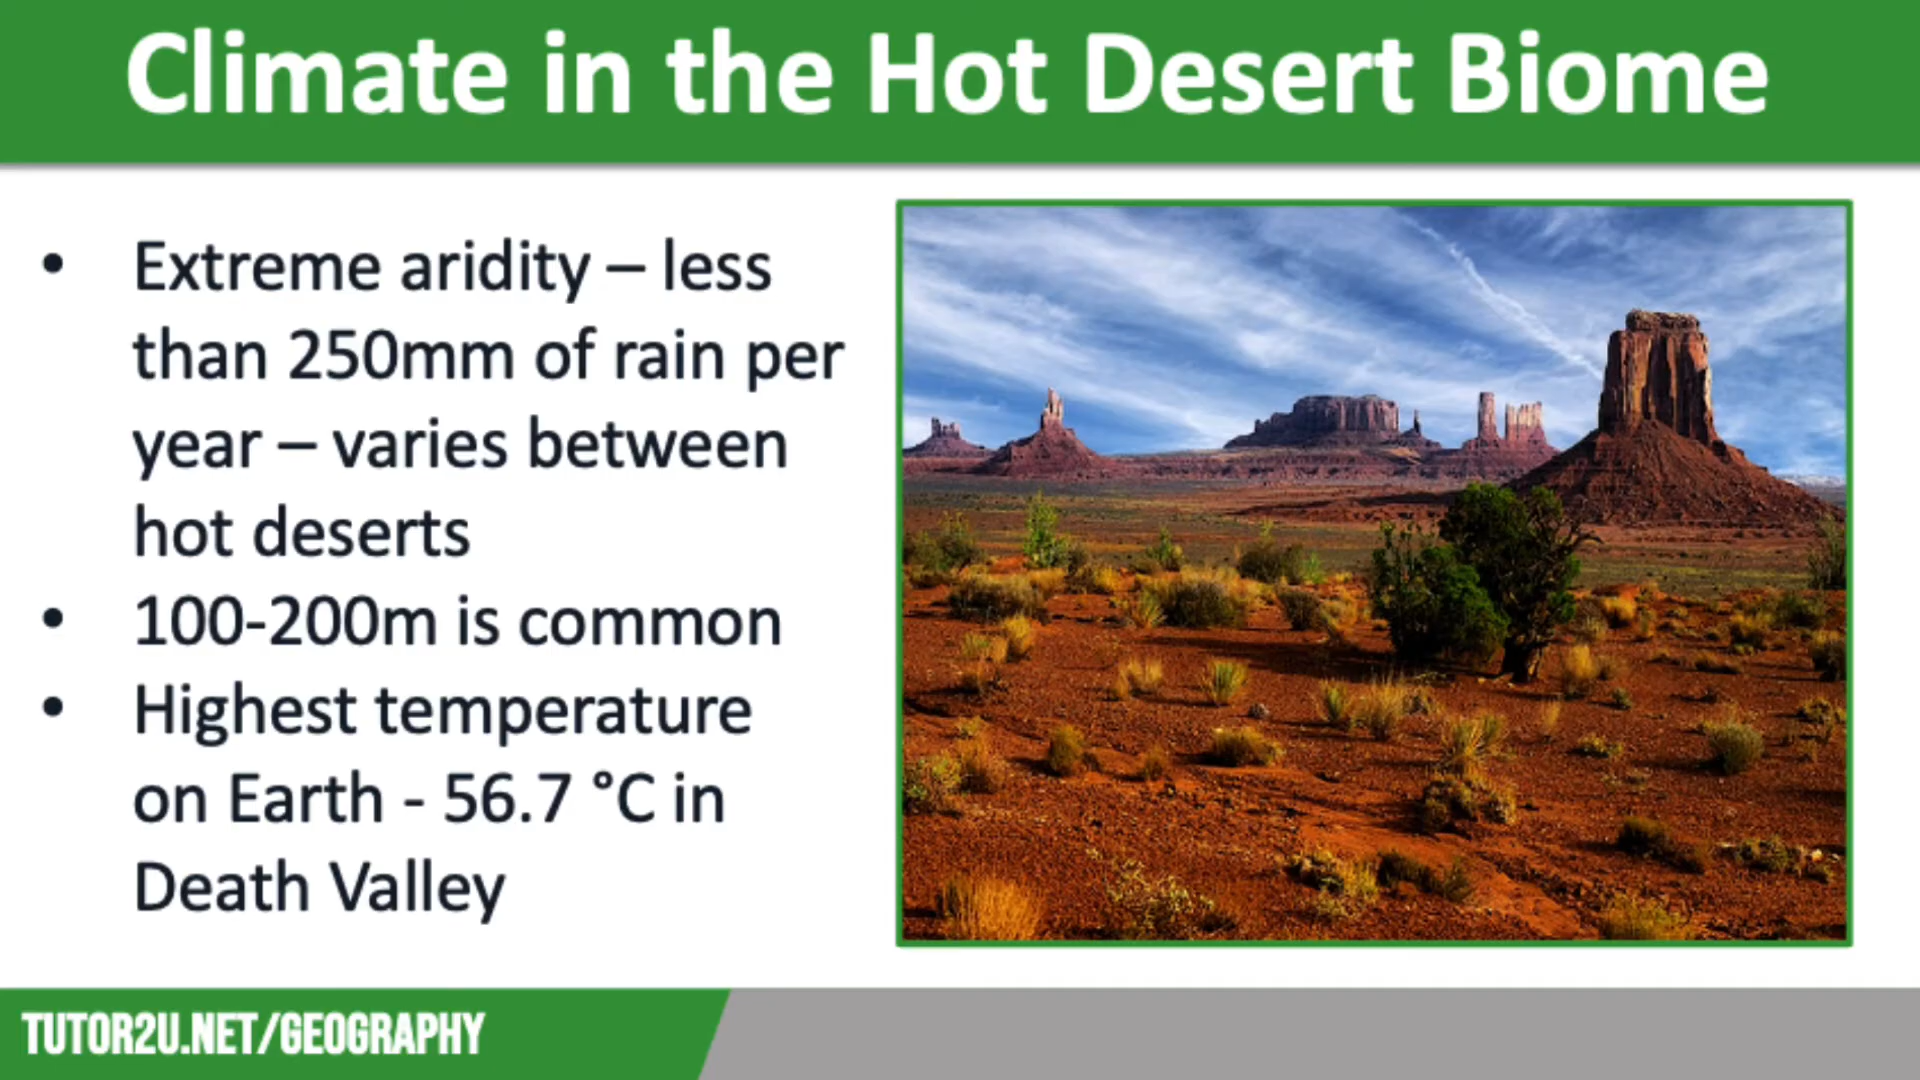 Climate in the Hot Desert Biome
• Extreme aridity – less
than 250mm of rain per
year – varies between
hot deserts
• 100-200m is common
• Highest temperature
on Earth - 56.7 °C in
Death Valley
TUTOR2U.NET/GEOGRAPHY